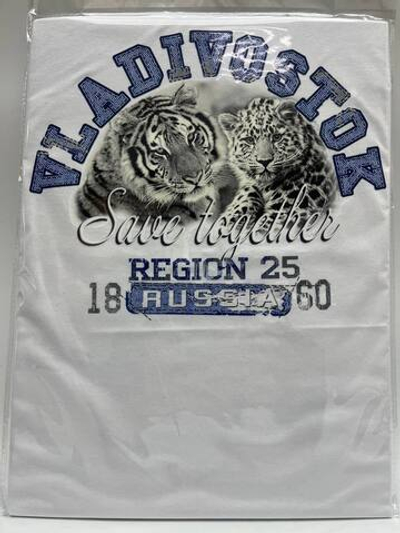 VLADIVOSTOK
Save together
REGION 25
18 RUSSIA 60